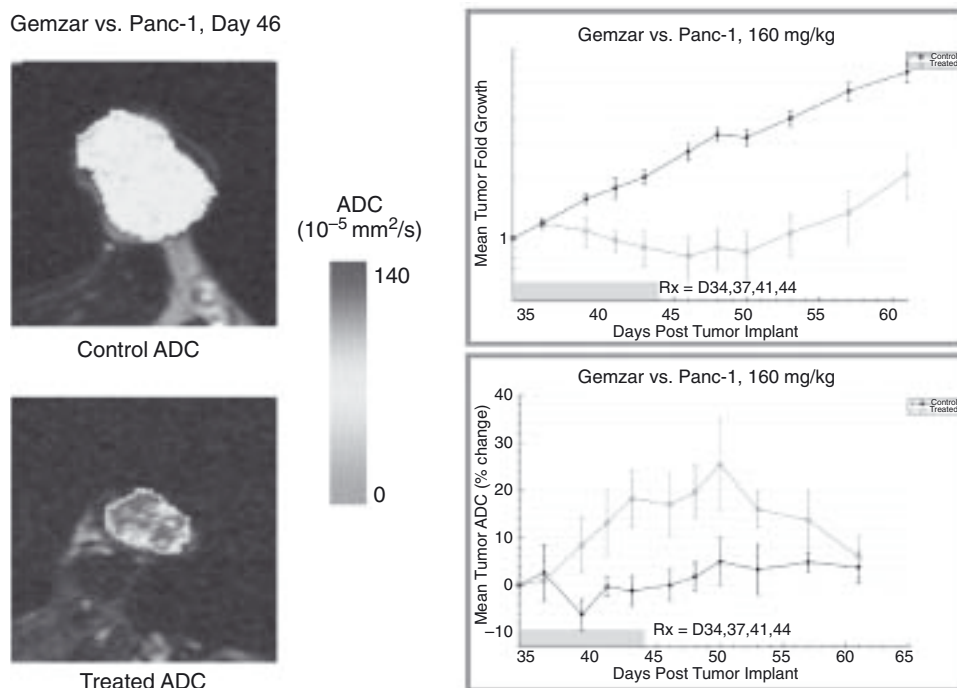 Gemzar vs. Panc-1, Day 46
Control ADC
Treated ADC
ADC
(10⁻⁵ mm²/s)
140
0
Gemzar vs. Panc-1, 160 mg/kg
Control
Treated
Mean Tumor Fold Growth
1
Rx = D34,37,41,44
35 40 45 50 55 60
Days Post Tumor Implant
Gemzar vs. Panc-1, 160 mg/kg
Control
Treated
Mean Tumor ADC (% change)
40
30
20
10
0
−10
Rx = D34,37,41,44
35 40 45 50 55 60 65
Days Post Tumor Implant